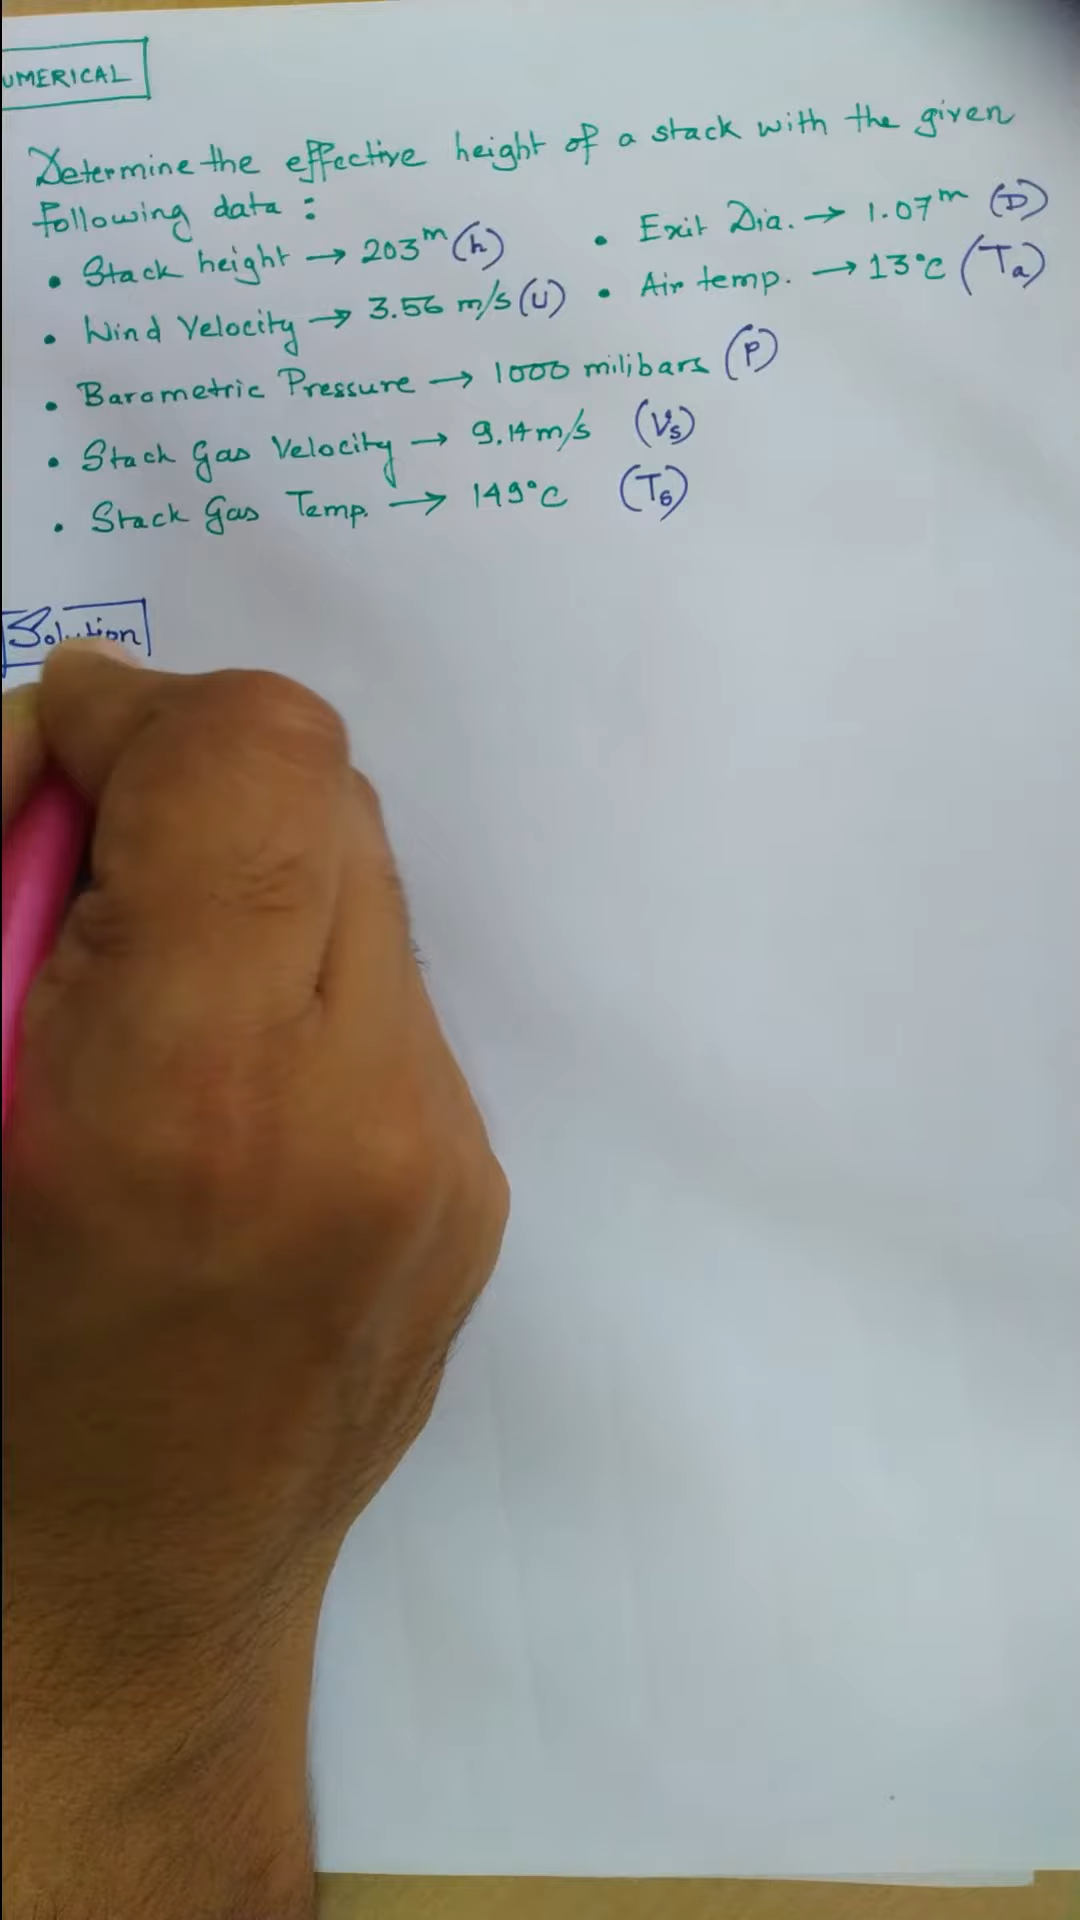 UMERICAL
Determine the effective height of a stack with the given
following data :
• Stack height → 203m (h)
• Exit Dia. → 1.07m (D)
• Wind Velocity → 3.56 m/s (U)
• Air temp. → 13°C (Ta)
• Barometric Pressure → 1000 milibars (P)
• Stack Gas Velocity → 9.14m/s (Vs)
• Stack Gas Temp. → 149°C (Ts)
Solution